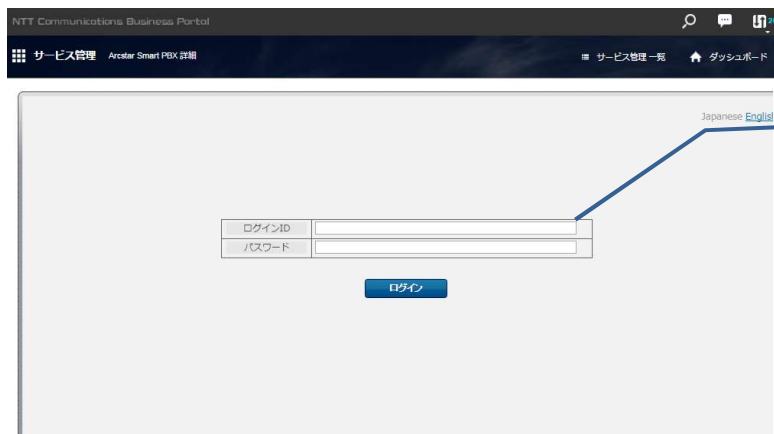 NTT Communications Business Portal
サービス管理 Arcstar Smart PBX 詳細
サービス管理一覧 ダッシュボード
Japanese English
ログインID
パスワード
ログイン